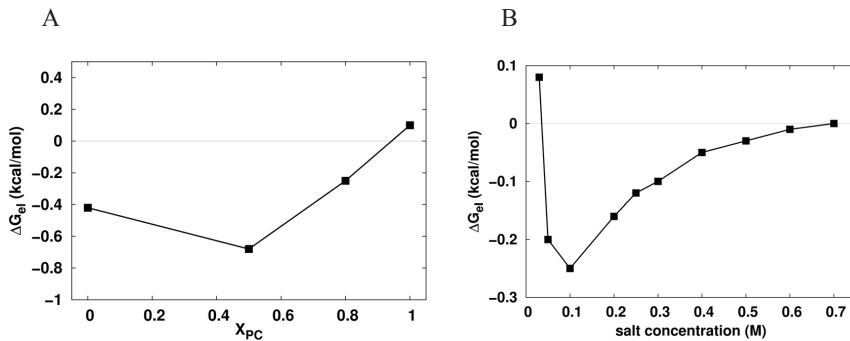 A
0.4
0.2
0
−0.2
−0.4
−0.6
−0.8
−1
0 0.2 0.4 0.6 0.8 1
ΔGel (kcal/mol)
XPC
B
0.1
0
−0.1
−0.2
−0.3
0 0.1 0.2 0.3 0.4 0.5 0.6 0.7
ΔGel (kcal/mol)
salt concentration (M)